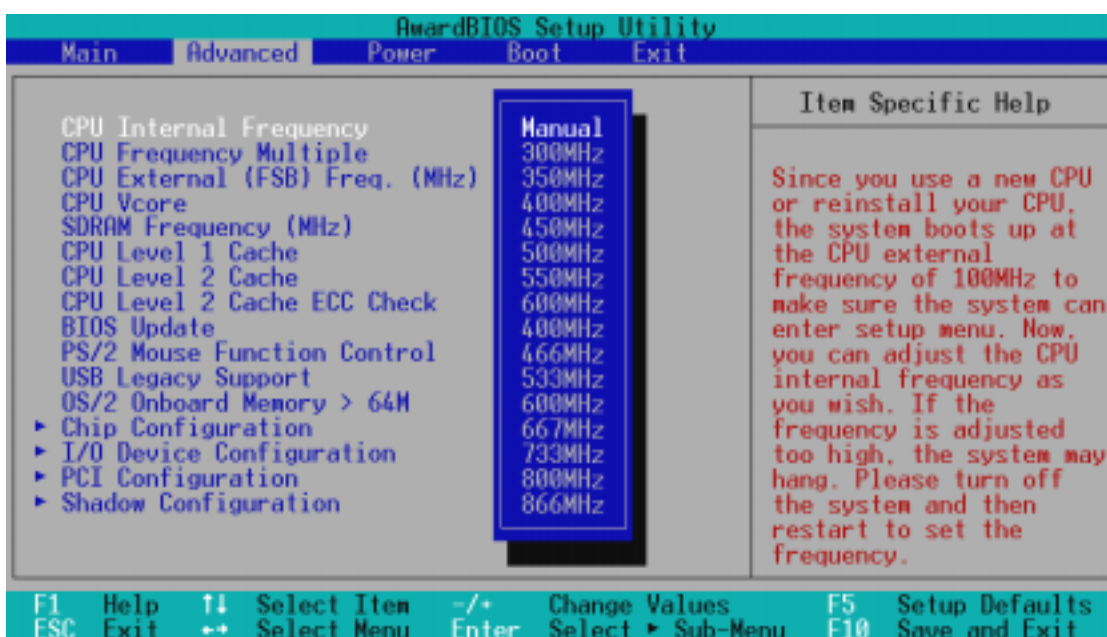 AwardBIOS Setup Utility
Main Advanced Power Boot Exit
CPU Internal Frequency
CPU Frequency Multiple
CPU External (FSB) Freq. (MHz)
CPU Vcore
SDRAM Frequency (MHz)
CPU Level 1 Cache
CPU Level 2 Cache
CPU Level 2 Cache ECC Check
BIOS Update
PS/2 Mouse Function Control
USB Legacy Support
OS/2 Onboard Memory > 64M
► Chip Configuration
► I/O Device Configuration
► PCI Configuration
► Shadow Configuration
Manual
300MHz
350MHz
400MHz
450MHz
500MHz
550MHz
600MHz
400MHz
466MHz
533MHz
600MHz
667MHz
733MHz
800MHz
866MHz
Item Specific Help
Since you use a new CPU
or reinstall your CPU,
the system boots up at
the CPU external
frequency of 100MHz to
make sure the system can
enter setup menu. Now,
you can adjust the CPU
internal frequency as
you wish. If the
frequency is adjusted
too high, the system may
hang. Please turn off
the system and then
restart to set the
frequency.
F1 Help ↑↓ Select Item -/+ Change Values F5 Setup Defaults
ESC Exit ←→ Select Menu Enter Select ► Sub-Menu F10 Save and Exit